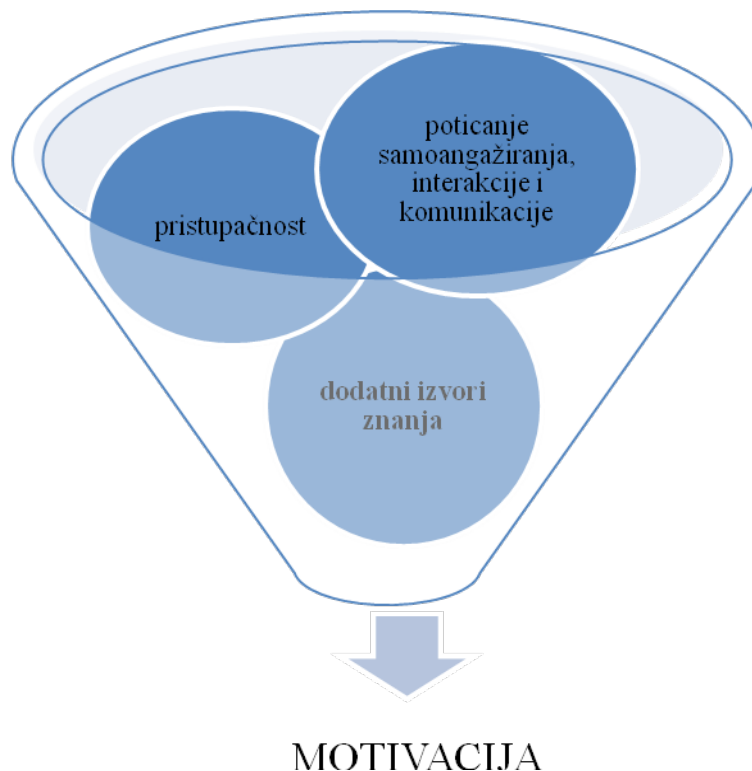 poticanje
samoangažiranja,
interakcije i
komunikacije
pristupačnost
dodatni izvori
znanja
MOTIVACIJA